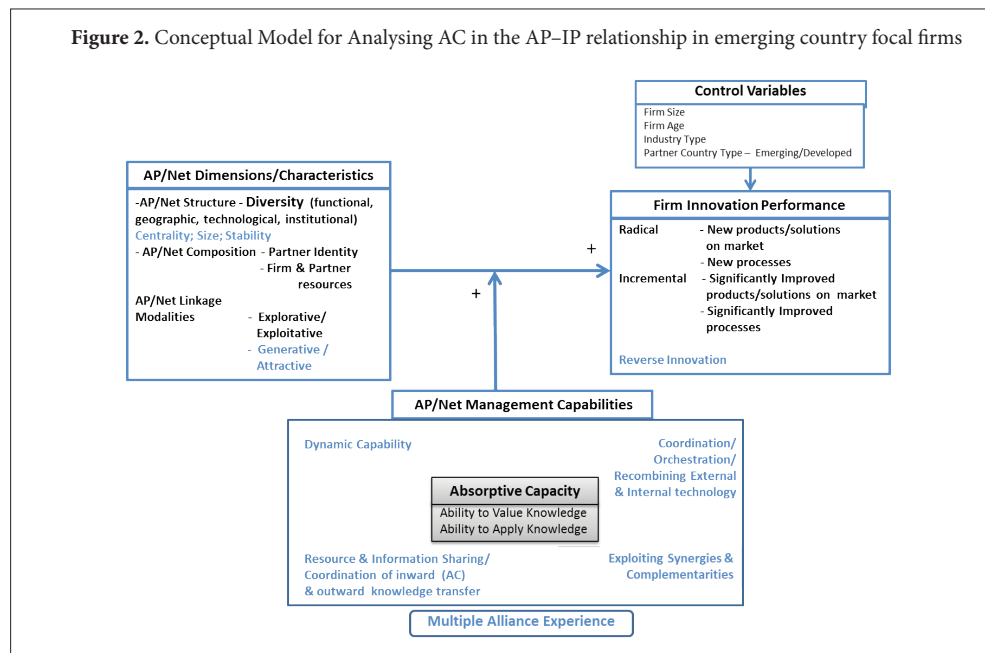 Figure 2. Conceptual Model for Analysing AC in the AP–IP relationship in emerging country focal firms
Control Variables
Firm Size
Firm Age
Industry Type
Partner Country Type – Emerging/Developed
AP/Net Dimensions/Characteristics
-AP/Net Structure - Diversity (functional,
geographic, technological, institutional)
Centrality; Size; Stability
- AP/Net Composition - Partner Identity
- Firm & Partner
resources
AP/Net Linkage
Modalities
- Explorative/
Exploitative
- Generative /
Attractive
+
+
Firm Innovation Performance
Radical - New products/solutions
on market
- New processes
Incremental - Significantly Improved
products/solutions on market
- Significantly Improved
processes
Reverse Innovation
AP/Net Management Capabilities
Dynamic Capability
Coordination/
Orchestration/
Recombining External
& Internal technology
Absorptive Capacity
Ability to Value Knowledge
Ability to Apply Knowledge
Resource & Information Sharing/
Coordination of inward (AC)
& outward knowledge transfer
Exploiting Synergies &
Complementarities
Multiple Alliance Experience